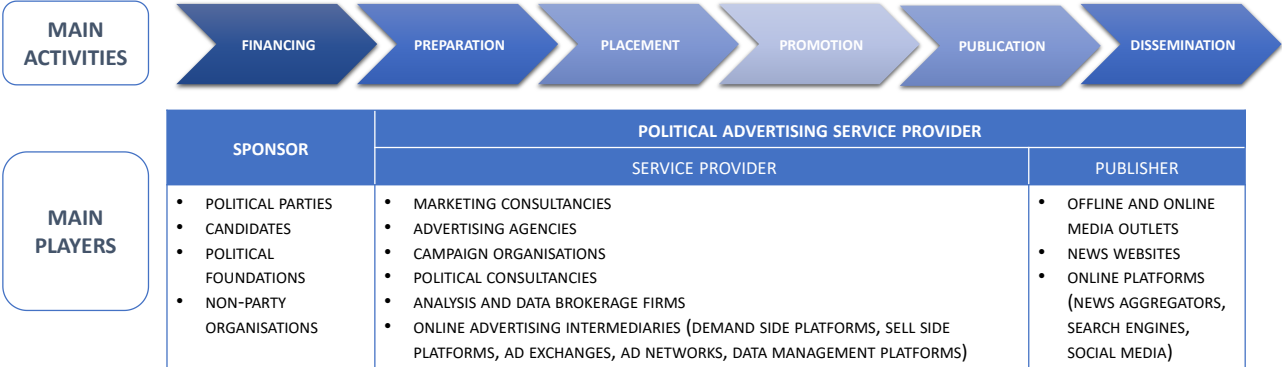 MAIN
ACTIVITIES
FINANCING
PREPARATION
PLACEMENT
PROMOTION
PUBLICATION
DISSEMINATION
MAIN
PLAYERS
SPONSOR
POLITICAL ADVERTISING SERVICE PROVIDER
SERVICE PROVIDER
PUBLISHER
• POLITICAL PARTIES
• CANDIDATES
• POLITICAL
FOUNDATIONS
• NON-PARTY
ORGANISATIONS
• MARKETING CONSULTANCIES
• ADVERTISING AGENCIES
• CAMPAIGN ORGANISATIONS
• POLITICAL CONSULTANCIES
• ANALYSIS AND DATA BROKERAGE FIRMS
• ONLINE ADVERTISING INTERMEDIARIES (DEMAND SIDE PLATFORMS, SELL SIDE
PLATFORMS, AD EXCHANGES, AD NETWORKS, DATA MANAGEMENT PLATFORMS)
• OFFLINE AND ONLINE
MEDIA OUTLETS
• NEWS WEBSITES
• ONLINE PLATFORMS
(NEWS AGGREGATORS,
SEARCH ENGINES,
SOCIAL MEDIA)